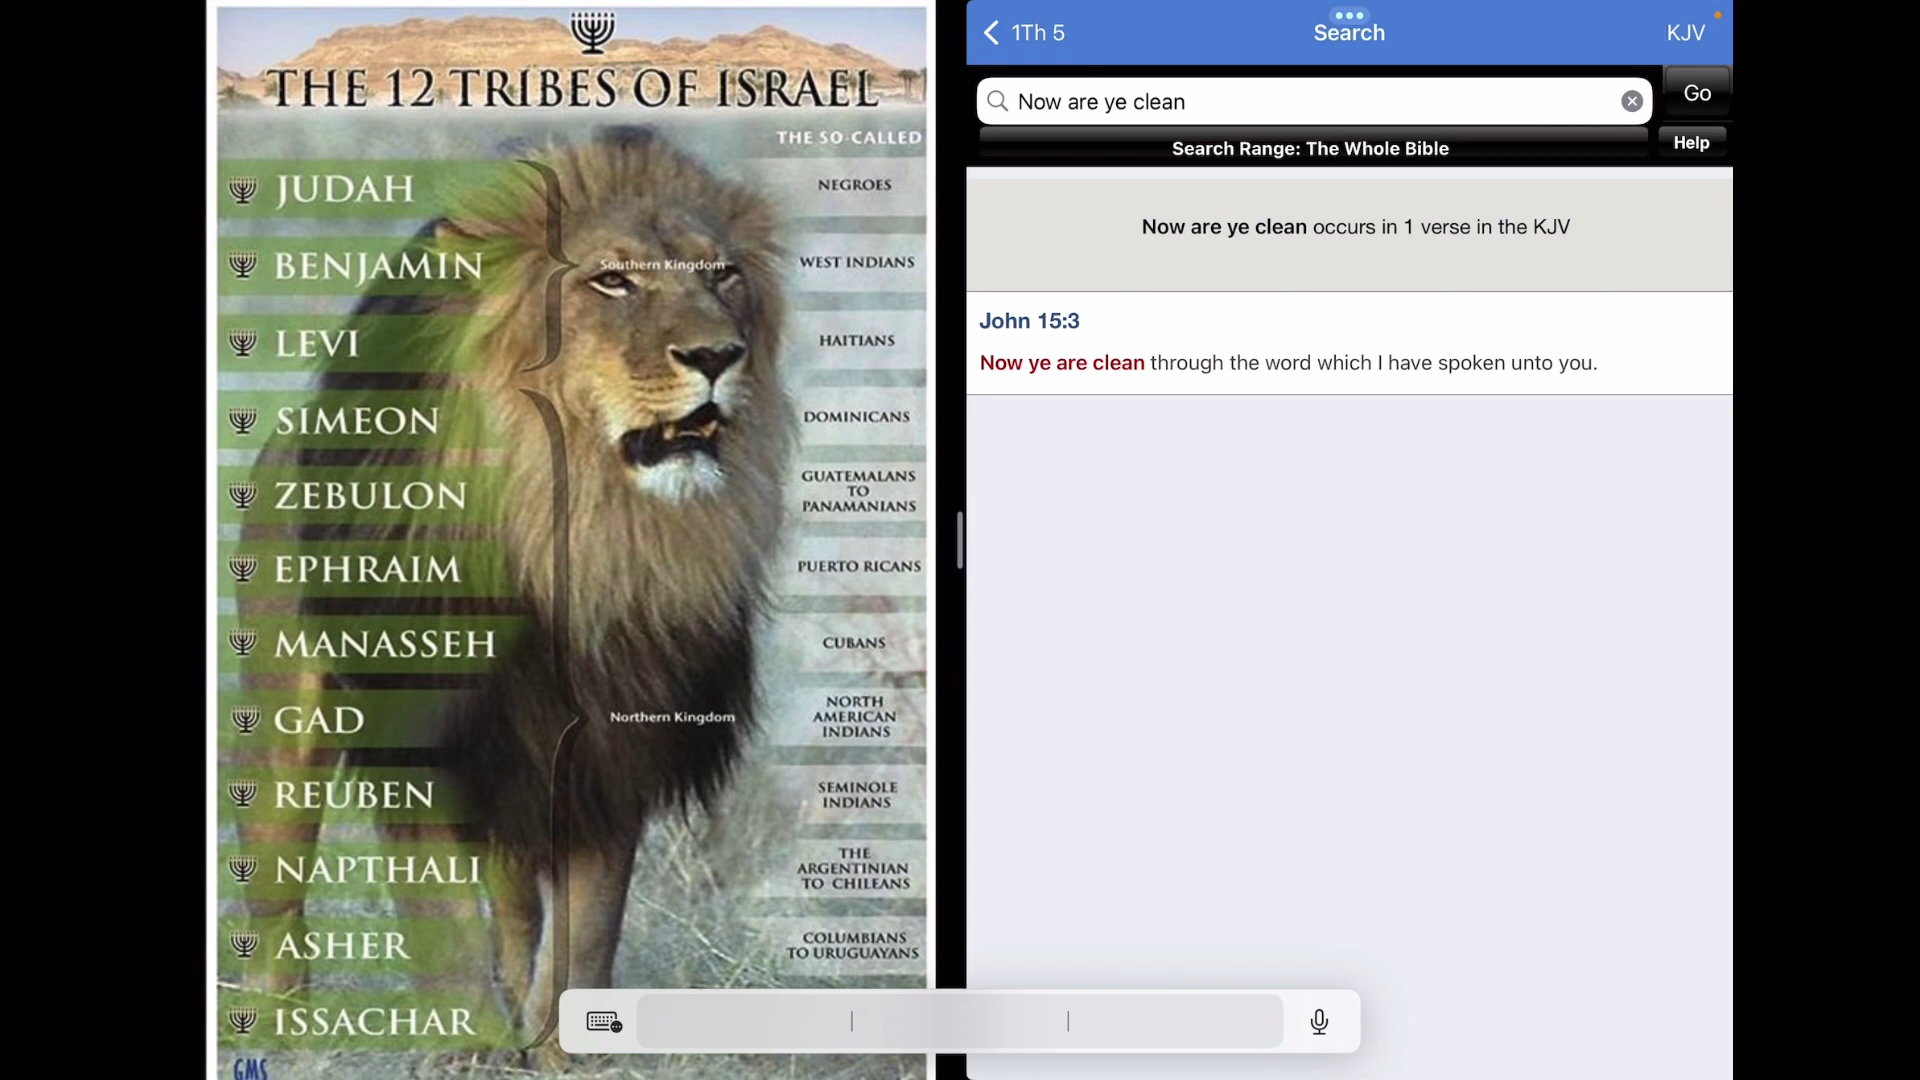 THE 12 TRIBES OF ISRAEL
THE SO-CALLED
JUDAH
NEGROES
BENJAMIN
Southern Kingdom
WEST INDIANS
LEVI
HAITIANS
SIMEON
DOMINICANS
ZEBULON
GUATEMALANS
TO
PANAMANIANS
EPHRAIM
PUERTO RICANS
MANASSEH
CUBANS
GAD
Northern Kingdom
NORTH
AMERICAN
INDIANS
REUBEN
SEMINOLE
INDIANS
NAPTHALI
THE
ARGENTINIAN
TO CHILEANS
ASHER
COLUMBIANS
TO URUGUAYANS
ISSACHAR
GMS
1Th 5
Search
KJV
Now are ye clean
Go
Search Range: The Whole Bible
Help
Now are ye clean occurs in 1 verse in the KJV
John 15:3
Now ye are clean through the word which I have spoken unto you.